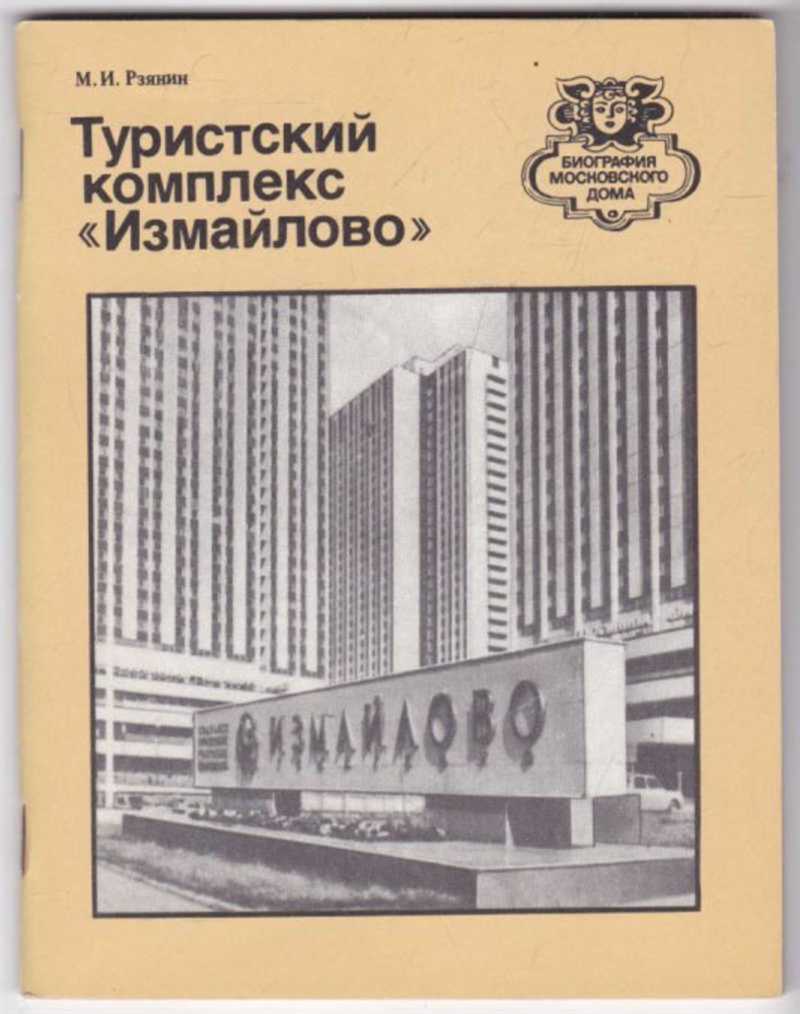 М. И. Рзянин
Туристский
комплекс
«Измайлово»
БИОГРАФИЯ
МОСКОВСКОГО
ДОМА
ИЗМАЙЛОВО